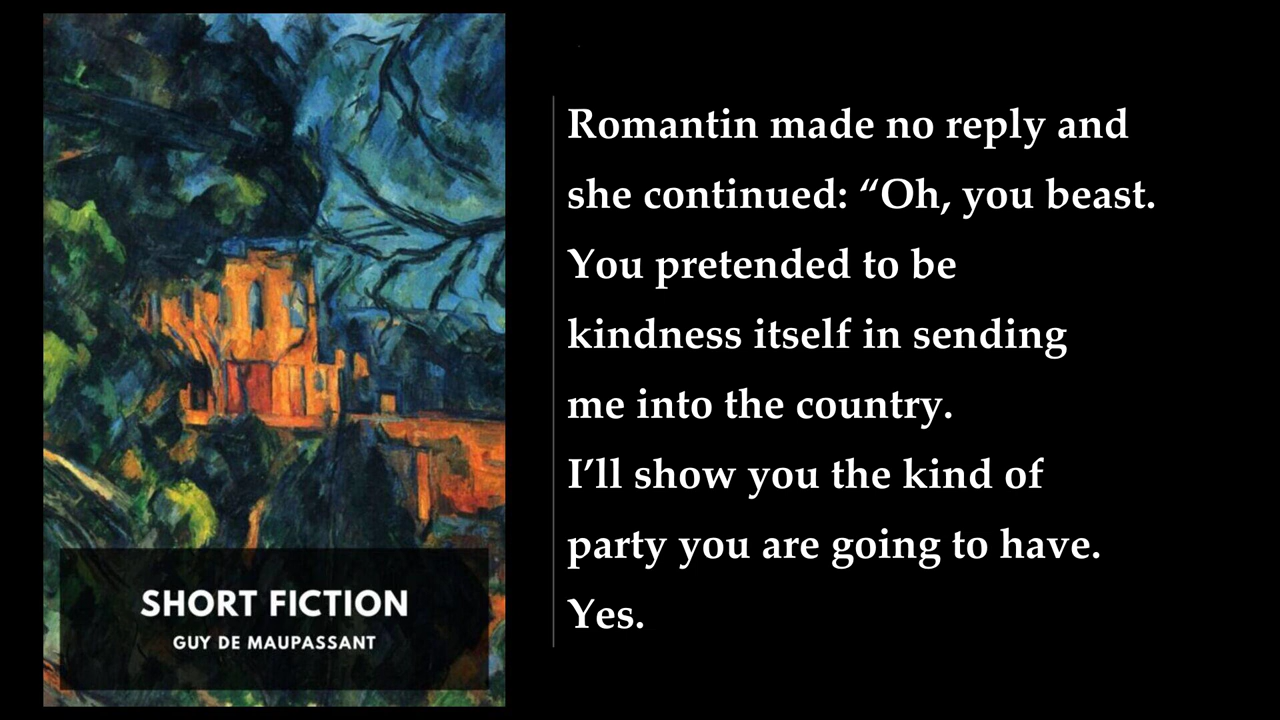 SHORT FICTION
GUY DE MAUPASSANT
Romantin made no reply and
she continued: “Oh, you beast.
You pretended to be
kindness itself in sending
me into the country.
I’ll show you the kind of
party you are going to have.
Yes.